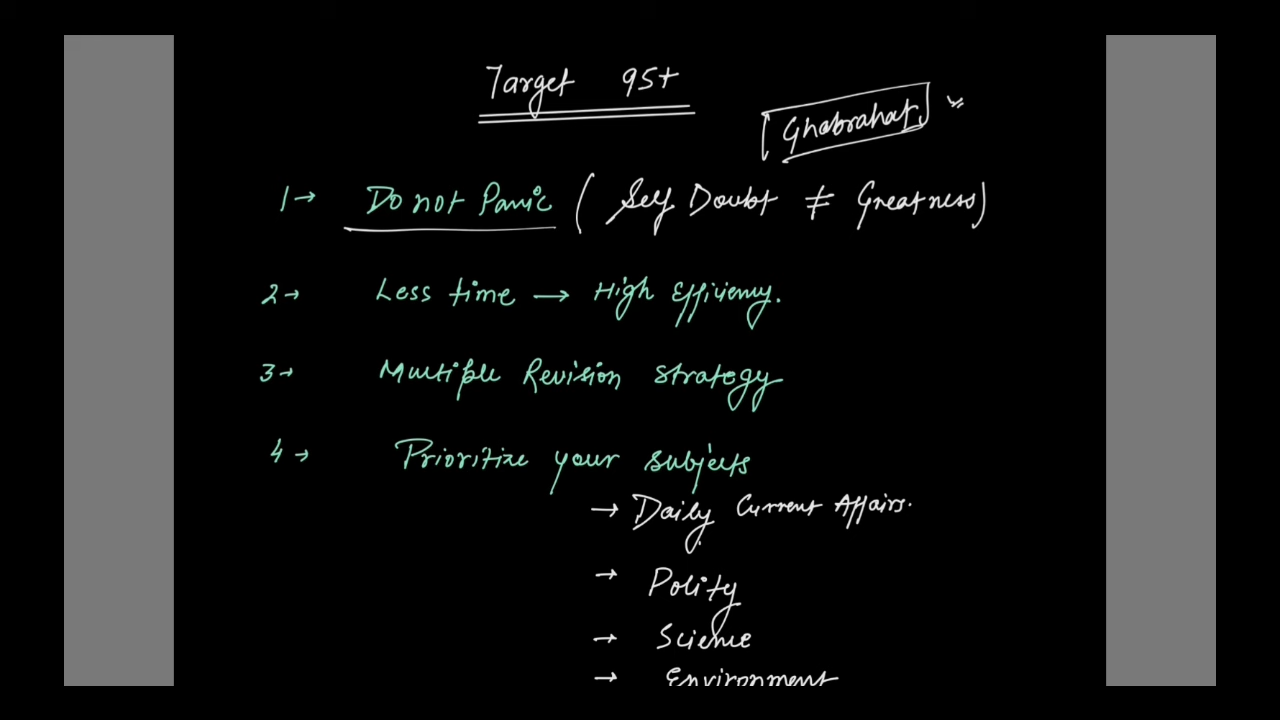 Target 95+
Ghabrahat
1→ Do not Panic ( Self Doubt ≠ Greatness)
2→ Less time → High Efficiency.
3→ Multiple Revision Strategy
4→ Prioritize your subjects
→ Daily Current Affairs.
→ Polity
→ Science
→ Environment